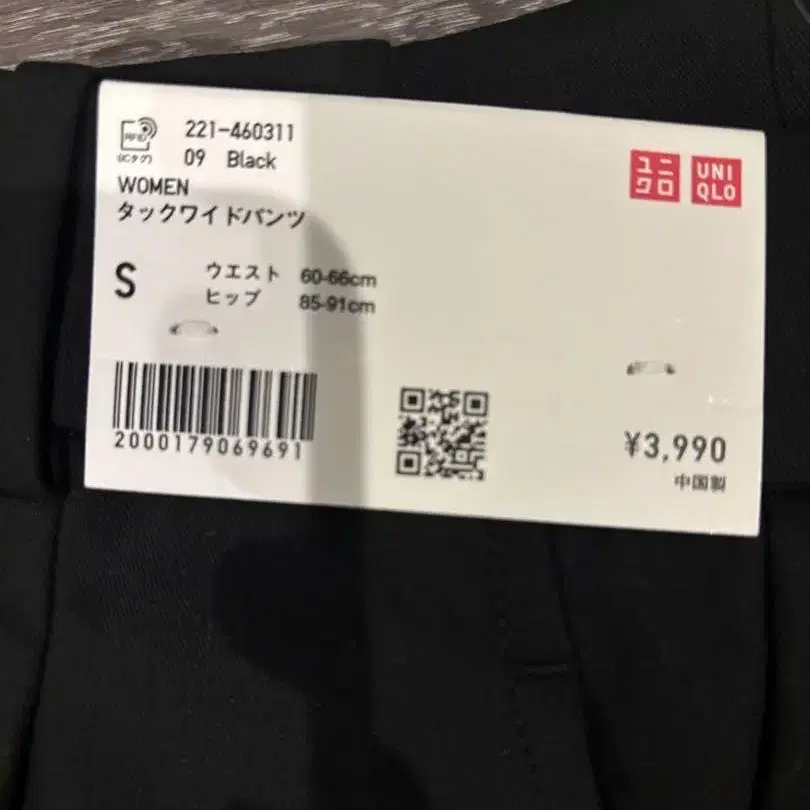 RFID
(ICタグ)
221-460311
09 Black
WOMEN
タックワイドパンツ
ユニ
クロ
UNI
QLO
S
ウエスト 60-66cm
ヒップ 85-91cm
2000179069691
¥3,990
中国製